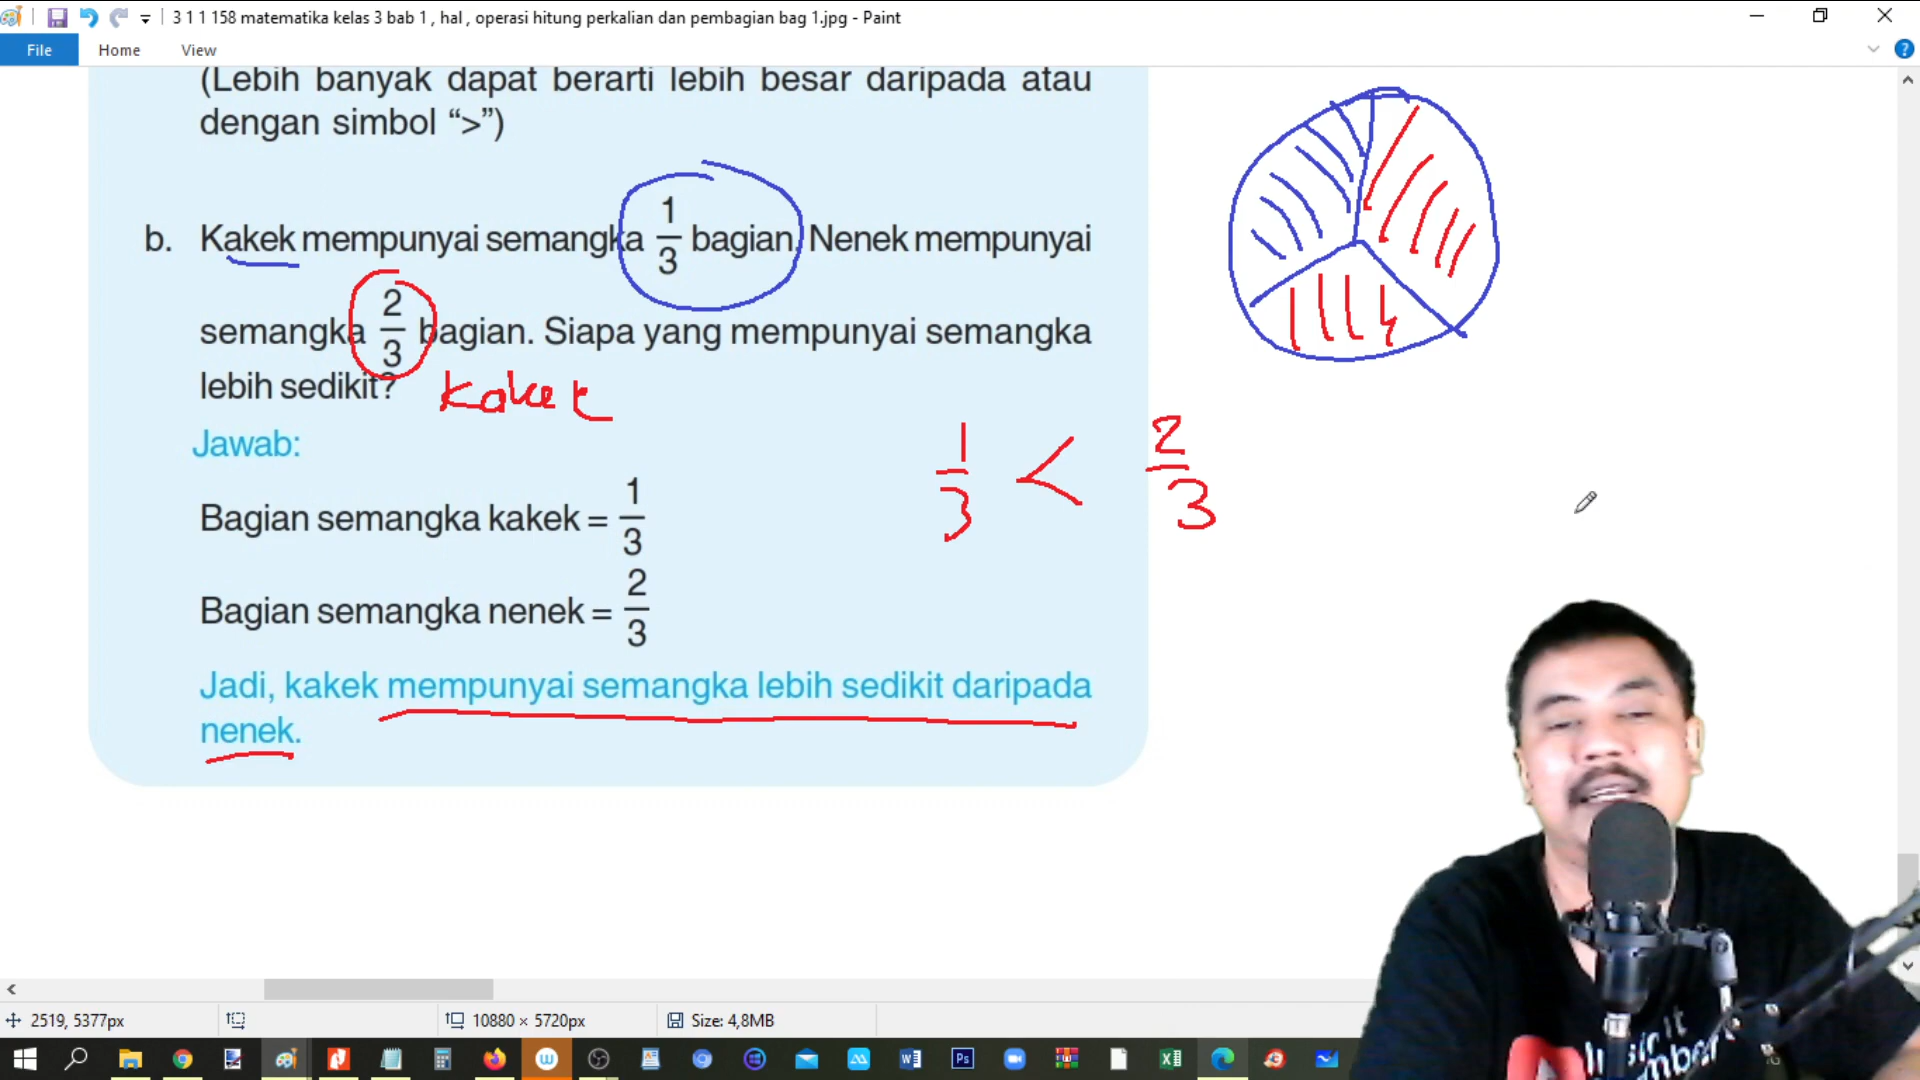 3 1 1 158 matematika kelas 3 bab 1 , hal , operasi hitung perkalian dan pembagian bag 1.jpg - Paint
File Home View
(Lebih banyak dapat berarti lebih besar daripada atau
dengan simbol “>”)
b. Kakek mempunyai semangka 1/3 bagian. Nenek mempunyai
semangka 2/3 bagian. Siapa yang mempunyai semangka
lebih sedikit? kakek
Jawab:
1/3 < 2/3
Bagian semangka kakek = 1/3
Bagian semangka nenek = 2/3
Jadi, kakek mempunyai semangka lebih sedikit daripada
nenek.
2519, 5377px 10880 × 5720px Size: 4,8MB